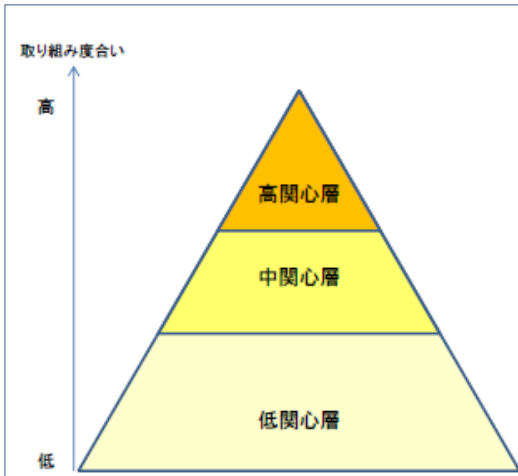 取り組み度合い
高
高関心層
中関心層
低関心層
低